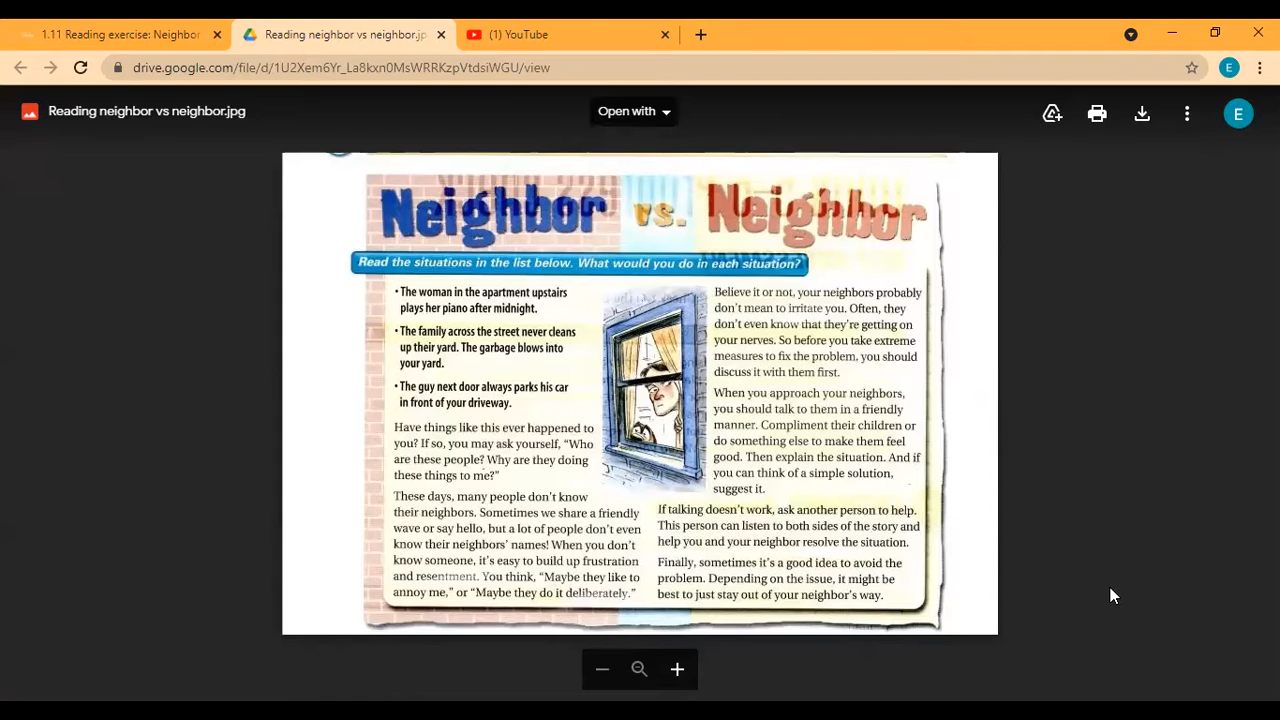 1.11 Reading exercise: Neighbor
Reading neighbor vs neighbor.jp
(1) YouTube
E
drive.google.com/file/d/1U2Xem6Yr_La8kxn0MsWRRKzpVtdsiWGU/view
Reading neighbor vs neighbor.jpg
Open with
E
Neighbor vs. Neighbor
Read the situations in the list below. What would you do in each situation?
• The woman in the apartment upstairs
plays her piano after midnight.
• The family across the street never cleans
up their yard. The garbage blows into
your yard.
• The guy next door always parks his car
in front of your driveway.
Have things like this ever happened to
you? If so, you may ask yourself, “Who
are these people? Why are they doing
these things to me?”
These days, many people don’t know
their neighbors. Sometimes we share a friendly
wave or say hello, but a lot of people don’t even
know their neighbors’ names! When you don’t
know someone, it’s easy to build up frustration
and resentment. You think, “Maybe they like to
annoy me,” or “Maybe they do it deliberately.”
Believe it or not, your neighbors probably
don’t mean to irritate you. Often, they
don’t even know that they’re getting on
your nerves. So before you take extreme
measures to fix the problem, you should
discuss it with them first.
When you approach your neighbors,
you should talk to them in a friendly
manner. Compliment their children or
do something else to make them feel
good. Then explain the situation. And if
you can think of a simple solution,
suggest it.
If talking doesn’t work, ask another person to help.
This person can listen to both sides of the story and
help you and your neighbor resolve the situation.
Finally, sometimes it’s a good idea to avoid the
problem. Depending on the issue, it might be
best to just stay out of your neighbor’s way.